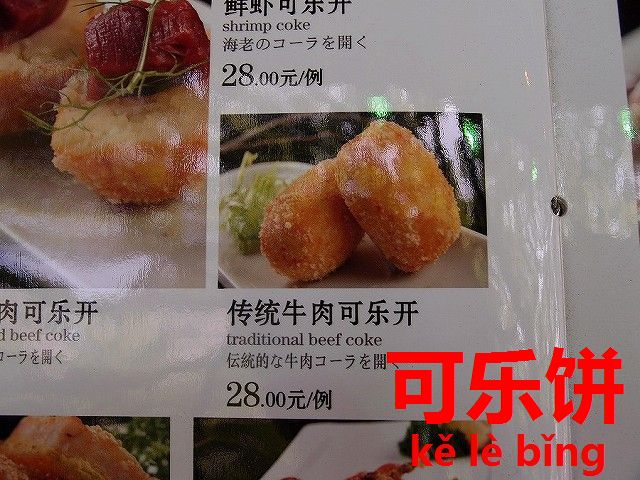 鲜虾可乐开
shrimp coke
海老のコーラを開く
28.00元/例
肉可乐开
d beef coke
コーラを開く
传统牛肉可乐开
traditional beef coke
伝統的な牛肉コーラを開く
28.00元/例
可乐饼
kě lè bǐng